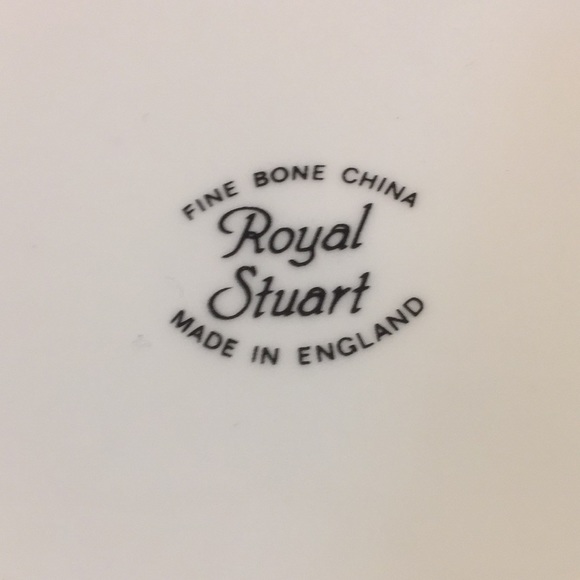 FINE BONE CHINA
Royal
Stuart
MADE IN ENGLAND